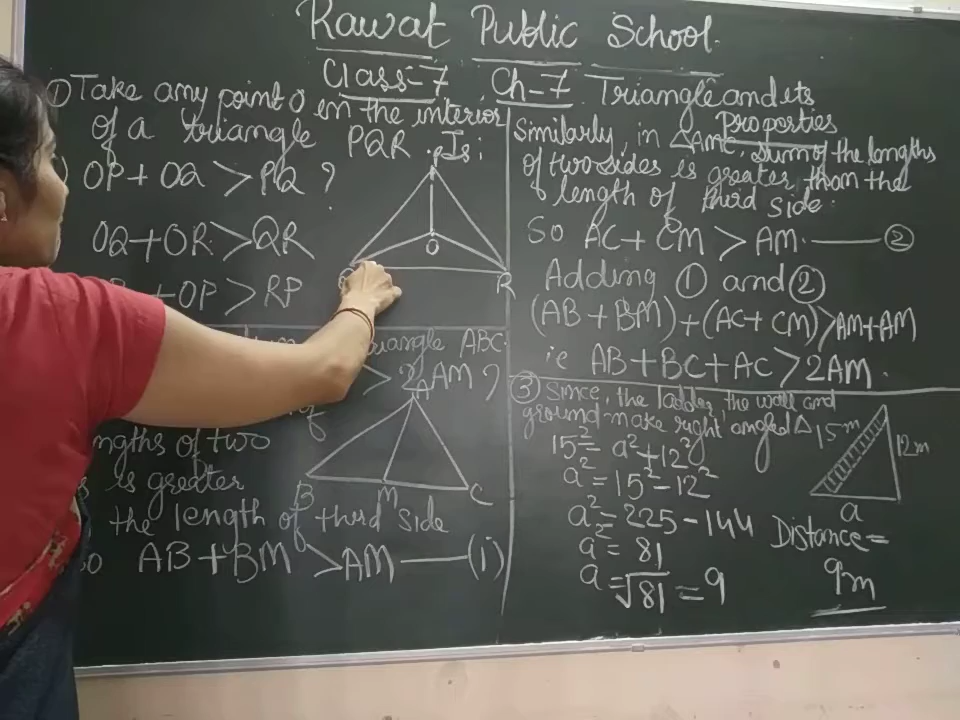 Rawat Public School.
Class-7 Ch-7 Triangle and its
Properties
① Take any point O in the interior
of a triangle PQR. Is:
) OP + OQ > PQ ?
OQ + OR > QR
+ OP > RP
P
O
R
triangle ABC.
> 2AM ?
of
ngths of two
is greater
the length of third side
So AB + BM > AM — (i)
A
B M C
Similarly, in △AMC, sum of the lengths
of two sides is greater than the
length of third side.
So AC + CM > AM. — ②
Adding ① and ②
(AB + BM) + (AC + CM) > AM + AM
ie AB + BC + AC > 2AM.
③ Since, the ladder, the wall and
ground make right angled △
15² = a² + 12²
a² = 15² - 12²
a² = 225 - 144
a² = 81
a = √81 = 9
15m
12m
a
Distance =
9m